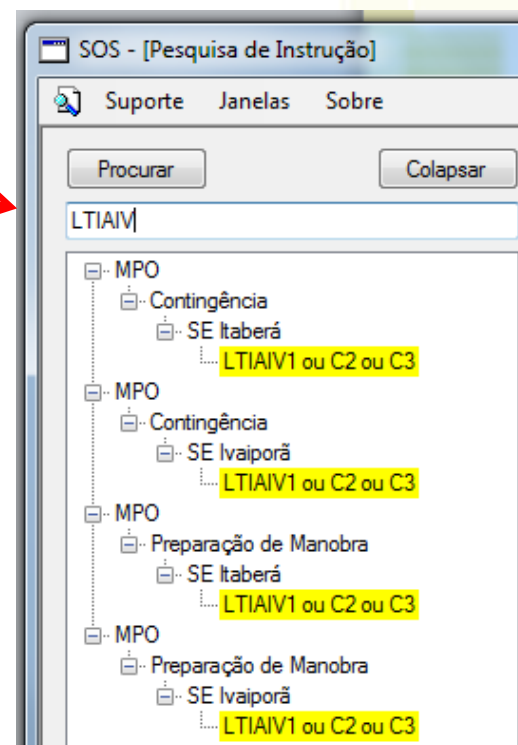 SOS - [Pesquisa de Instrução]
Suporte Janelas Sobre
Procurar Colapsar
LTIAIV
MPO
Contingência
SE Itaberá
LTIAIV1 ou C2 ou C3
MPO
Contingência
SE Ivaiporã
LTIAIV1 ou C2 ou C3
MPO
Preparação de Manobra
SE Itaberá
LTIAIV1 ou C2 ou C3
MPO
Preparação de Manobra
SE Ivaiporã
LTIAIV1 ou C2 ou C3